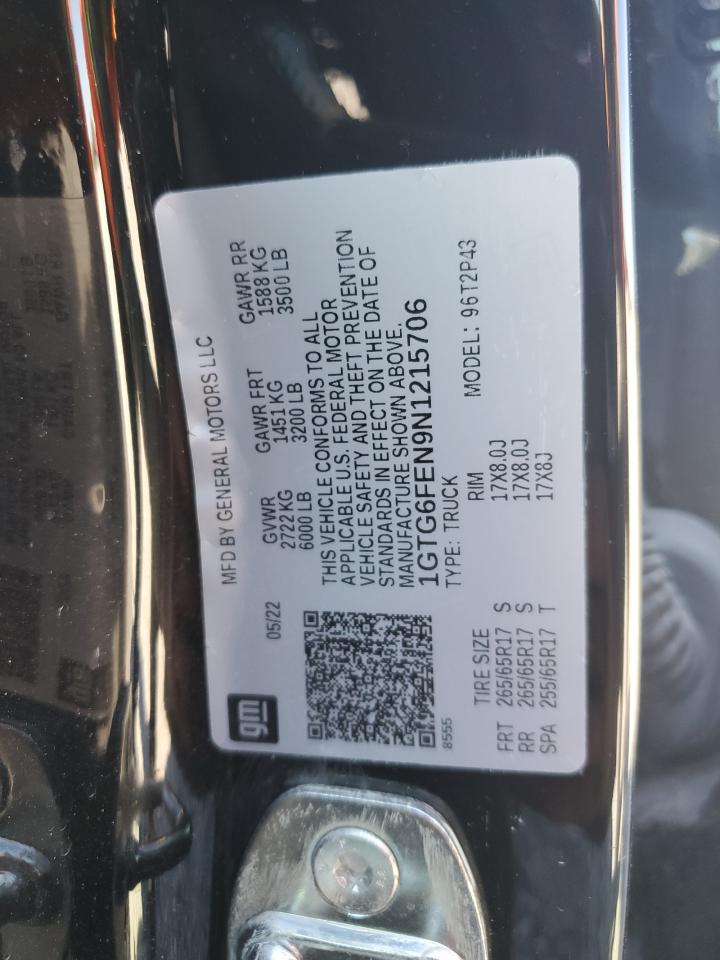 gm
MFD BY GENERAL MOTORS LLC
05/22
GVWR GAWR FRT GAWR RR
2722 KG 1451 KG 1588 KG
6000 LB 3200 LB 3500 LB
THIS VEHICLE CONFORMS TO ALL
APPLICABLE U.S. FEDERAL MOTOR
VEHICLE SAFETY AND THEFT PREVENTION
STANDARDS IN EFFECT ON THE DATE OF
MANUFACTURE SHOWN ABOVE.
1GTG6FEN9N1215706
8555
TYPE: TRUCK MODEL: 96T2P43
TIRE SIZE RIM
FRT 265/65R17 S 17X8.0J
RR 265/65R17 S 17X8.0J
SPA 255/65R17 T 17X8J